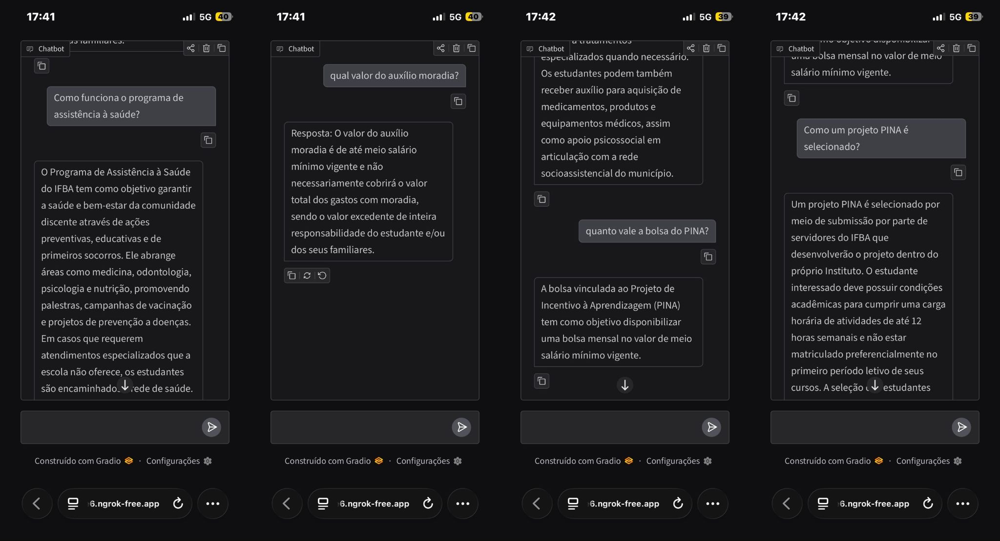 17:41
5G 40
us familiares.
Chatbot
Como funciona o programa de
assistência à saúde?
O Programa de Assistência à Saúde
do IFBA tem como objetivo garantir
a saúde e bem-estar da comunidade
discente através de ações
preventivas, educativas e de
primeiros socorros. Ele abrange
áreas como medicina, odontologia,
psicologia e nutrição, promovendo
palestras, campanhas de vacinação
e projetos de prevenção a doenças.
Em casos que requerem
atendimentos especializados que a
escola não oferece, os estudantes
são encaminhados rede de saúde.
Construído com Gradio · Configurações
6.ngrok-free.app
17:41
5G 40
Chatbot
qual valor do auxílio moradia?
Resposta: O valor do auxílio
moradia é de até meio salário
mínimo vigente e não
necessariamente cobrirá o valor
total dos gastos com moradia,
sendo o valor excedente de inteira
responsabilidade do estudante e/ou
dos seus familiares.
Construído com Gradio · Configurações
6.ngrok-free.app
17:42
5G 39
Chatbot
a tratamentos
especializados quando necessário.
Os estudantes podem também
receber auxílio para aquisição de
medicamentos, produtos e
equipamentos médicos, assim
como apoio psicossocial em
articulação com a rede
socioassistencial do município.
quanto vale a bolsa do PINA?
A bolsa vinculada ao Projeto de
Incentivo à Aprendizagem (PINA)
tem como objetivo disponibilizar
uma bolsa mensal no valor de meio
salário mínimo vigente.
Construído com Gradio · Configurações
6.ngrok-free.app
17:42
5G 39
Chatbot
objetivo disponibilizar
uma bolsa mensal no valor de meio
salário mínimo vigente.
Como um projeto PINA é
selecionado?
Um projeto PINA é selecionado por
meio de submissão por parte de
servidores do IFBA que
desenvolverão o projeto dentro do
próprio Instituto. O estudante
interessado deve possuir condições
acadêmicas para cumprir uma carga
horária de atividades de até 12
horas semanais e não estar
matriculado preferencialmente no
primeiro período letivo de seus
cursos. A seleção estudantes
Construído com Gradio · Configurações
6.ngrok-free.app